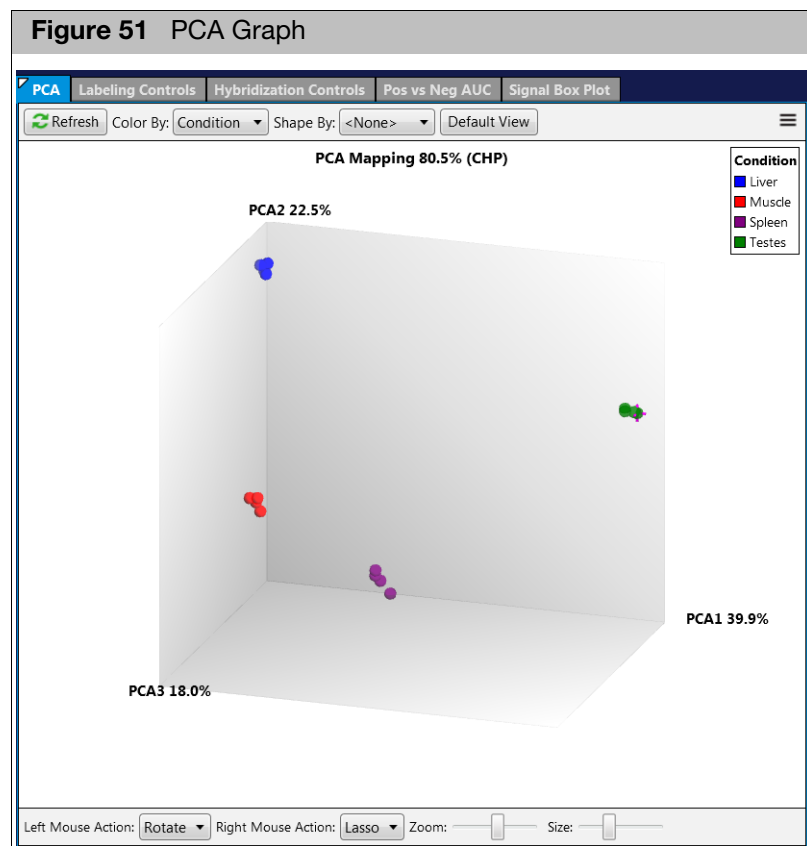 Figure 51 PCA Graph
PCA Labeling Controls Hybridization Controls Pos vs Neg AUC Signal Box Plot
Refresh Color By: Condition Shape By: <None> Default View
PCA Mapping 80.5% (CHP)
Condition
Liver
Muscle
Spleen
Testes
PCA2 22.5%
PCA1 39.9%
PCA3 18.0%
Left Mouse Action: Rotate Right Mouse Action: Lasso Zoom: Size: